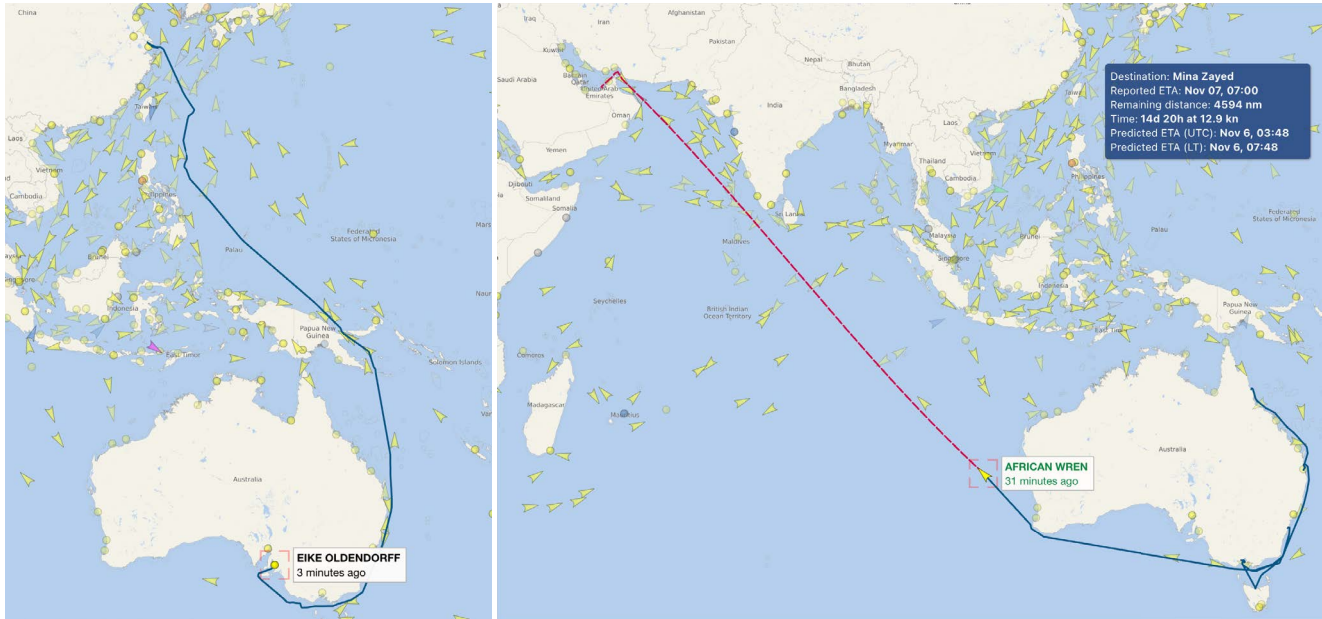 China
Taiwan
Laos
Vietnam
Cambodia
Philippines
Palau
Federated
States of Micronesia
Mars
Brunei
Nauru
Indonesia
Papua New
Guinea
East Timor
Solomon Islands
Van
Australia
EIKE OLDENDORFF
3 minutes ago
Afghanistan
Iraq
Iran
China
Kuwait
Pakistan
Nepal
Bhutan
Bahrain
Qatar
Saudi Arabia
United Arab
Emirates
Bangladesh
Oman
India
Myanmar
Laos
Taiwan
Yemen
Thailand
Vietnam
Cambodia
Philippines
Djibouti
Somaliland
Somalia
Sri Lanka
Maldives
Malaysia
Singapore
Brunei
Palau
Federated
States of Micronesia
Seychelles
British Indian
Ocean Territory
Indonesia
Papua New
Guinea
East Timor
Comoros
Madagascar
Mauritius
Australia
Destination: Mina Zayed
Reported ETA: Nov 07, 07:00
Remaining distance: 4594 nm
Time: 14d 20h at 12.9 kn
Predicted ETA (UTC): Nov 6, 03:48
Predicted ETA (LT): Nov 6, 07:48
AFRICAN WREN
31 minutes ago